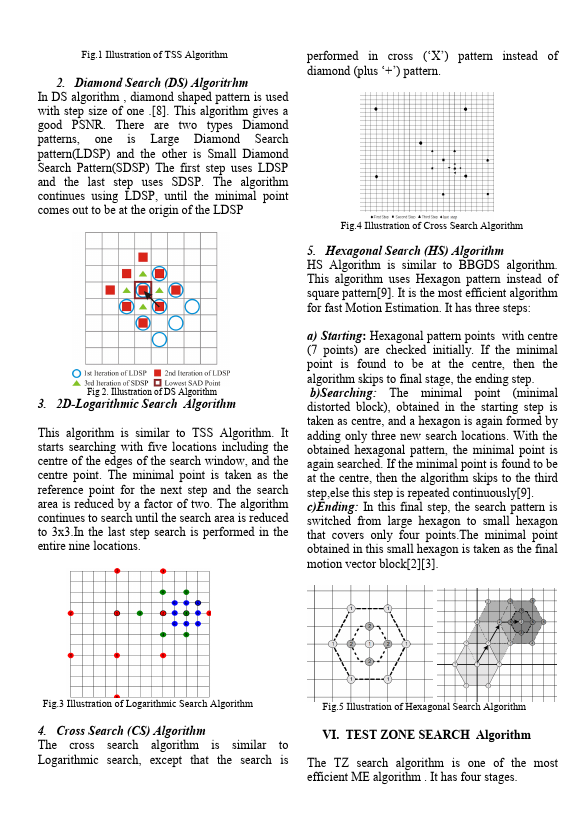 Fig.1 Illustration of TSS Algorithm
2. Diamond Search (DS) Algoritrhm
In DS algorithm , diamond shaped pattern is used
with step size of one .[8]. This algorithm gives a
good PSNR. There are two types Diamond
patterns, one is Large Diamond Search
pattern(LDSP) and the other is Small Diamond
Search Pattern(SDSP) The first step uses LDSP
and the last step uses SDSP. The algorithm
continues using LDSP, until the minimal point
comes out to be at the origin of the LDSP
1st Iteration of LDSP 2nd Iteration of LDSP
3rd Iteration of SDSP Lowest SAD Point
Fig 2. Illustration of DS Algorithm
3. 2D-Logarithmic Search Algorithm
This algorithm is similar to TSS Algorithm. It
starts searching with five locations including the
centre of the edges of the search window, and the
centre point. The minimal point is taken as the
reference point for the next step and the search
area is reduced by a factor of two. The algorithm
continues to search until the search area is reduced
to 3x3.In the last step search is performed in the
entire nine locations.
Fig.3 Illustration of Logarithmic Search Algorithm
4. Cross Search (CS) Algorithm
The cross search algorithm is similar to
Logarithmic search, except that the search is
performed in cross (‘X’) pattern instead of
diamond (plus ‘+’) pattern.
First Step Second Step Third Step
Fig.4 Illustration of Cross Search Algorithm
5. Hexagonal Search (HS) Algorithm
HS Algorithm is similar to BBGDS algorithm.
This algorithm uses Hexagon pattern instead of
square pattern[9]. It is the most efficient algorithm
for fast Motion Estimation. It has three steps:
a) Starting: Hexagonal pattern points with centre
(7 points) are checked initially. If the minimal
point is found to be at the centre, then the
algorithm skips to final stage, the ending step.
b)Searching: The minimal point (minimal
distorted block), obtained in the starting step is
taken as centre, and a hexagon is again formed by
adding only three new search locations. With the
obtained hexagonal pattern, the minimal point is
again searched. If the minimal point is found to be
at the centre, then the algorithm skips to the third
step,else this step is repeated continuously[9].
c)Ending: In this final step, the search pattern is
switched from large hexagon to small hexagon
that covers only four points.The minimal point
obtained in this small hexagon is taken as the final
motion vector block[2][3].
Fig.5 Illustration of Hexagonal Search Algorithm
VI. TEST ZONE SEARCH Algorithm
The TZ search algorithm is one of the most
efficient ME algorithm . It has four stages.